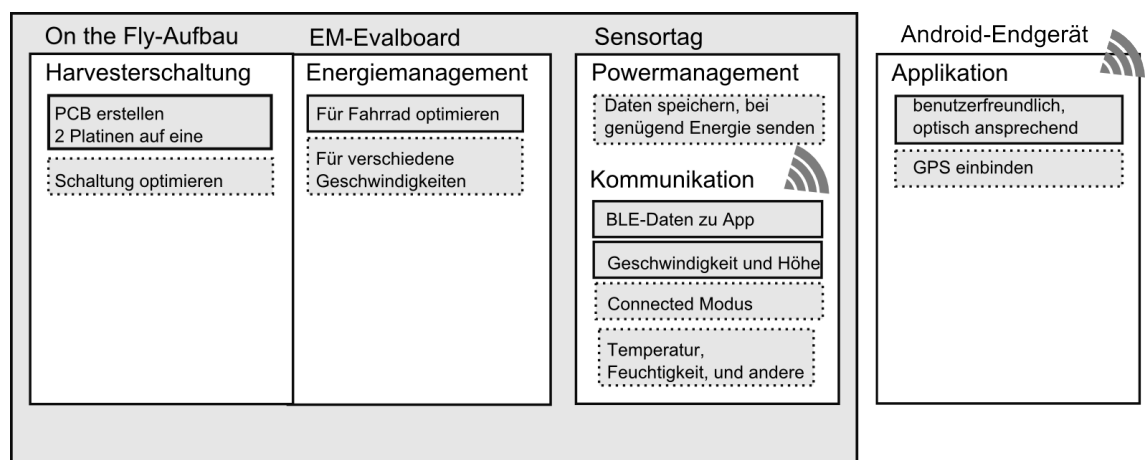 On the Fly-Aufbau
Harvesterschaltung
PCB erstellen
2 Platinen auf eine
Schaltung optimieren
EM-Evalboard
Energiemanagement
Für Fahrrad optimieren
Für verschiedene
Geschwindigkeiten
Sensortag
Powermanagement
Daten speichern, bei
genügend Energie senden
Kommunikation
BLE-Daten zu App
Geschwindigkeit und Höhe
Connected Modus
Temperatur,
Feuchtigkeit, und andere
Android-Endgerät
Applikation
benutzerfreundlich,
optisch ansprechend
GPS einbinden